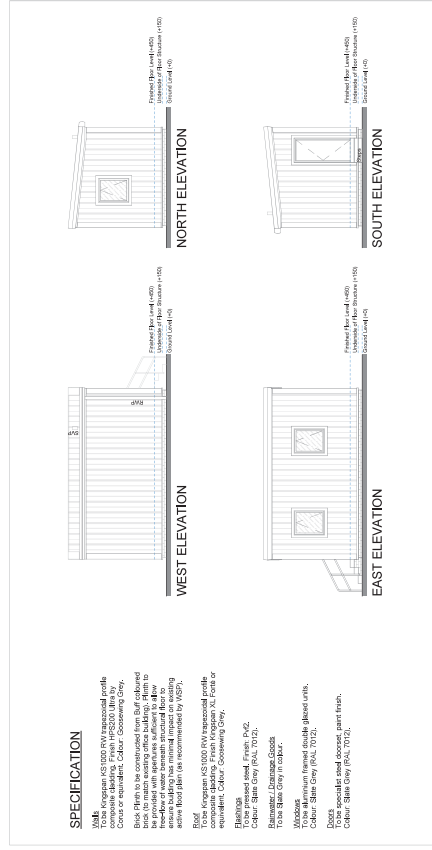 SPECIFICATION
Walls
To be Kingspan KS1000 RW trapezoidal profile
composite cladding. Finish HPS200 Ultra by
Corus or equivalent. Colour: Goosewing Grey.
Brick Plinth to be constructed from Buff coloured
brick (to match existing office building). Plinth to
be provided with apertures sufficient to allow
free-flow of water beneath structural floor to
ensure building has minimal impact on existing
active flood plain (as recommended by WSP).
Roof
To be Kingspan KS1000 RW trapezoidal profile
composite cladding. Finish Kingspan XL Forté or
equivalent. Colour: Goosewing Grey.
Flashings
To be pressed steel. Finish: Pvf2.
Colour: Slate Grey (RAL 7012).
Rainwater / Drainage Goods
To be Slate Grey in colour.
Windows
To be aluminium framed double glazed units.
Colour: Slate Grey (RAL 7012).
Doors
To be specialist steel doorset, paint finish.
Colour: Slate Grey (RAL 7012).
SVP
RWP
Finished Floor Level (+450)
Underside of Floor Structure (+150)
Ground Level (+0)
WEST ELEVATION
Finished Floor Level (+450)
Underside of Floor Structure (+150)
Ground Level (+0)
NORTH ELEVATION
Finished Floor Level (+450)
Underside of Floor Structure (+150)
Ground Level (+0)
EAST ELEVATION
Steps
Finished Floor Level (+450)
Underside of Floor Structure (+150)
Ground Level (+0)
SOUTH ELEVATION